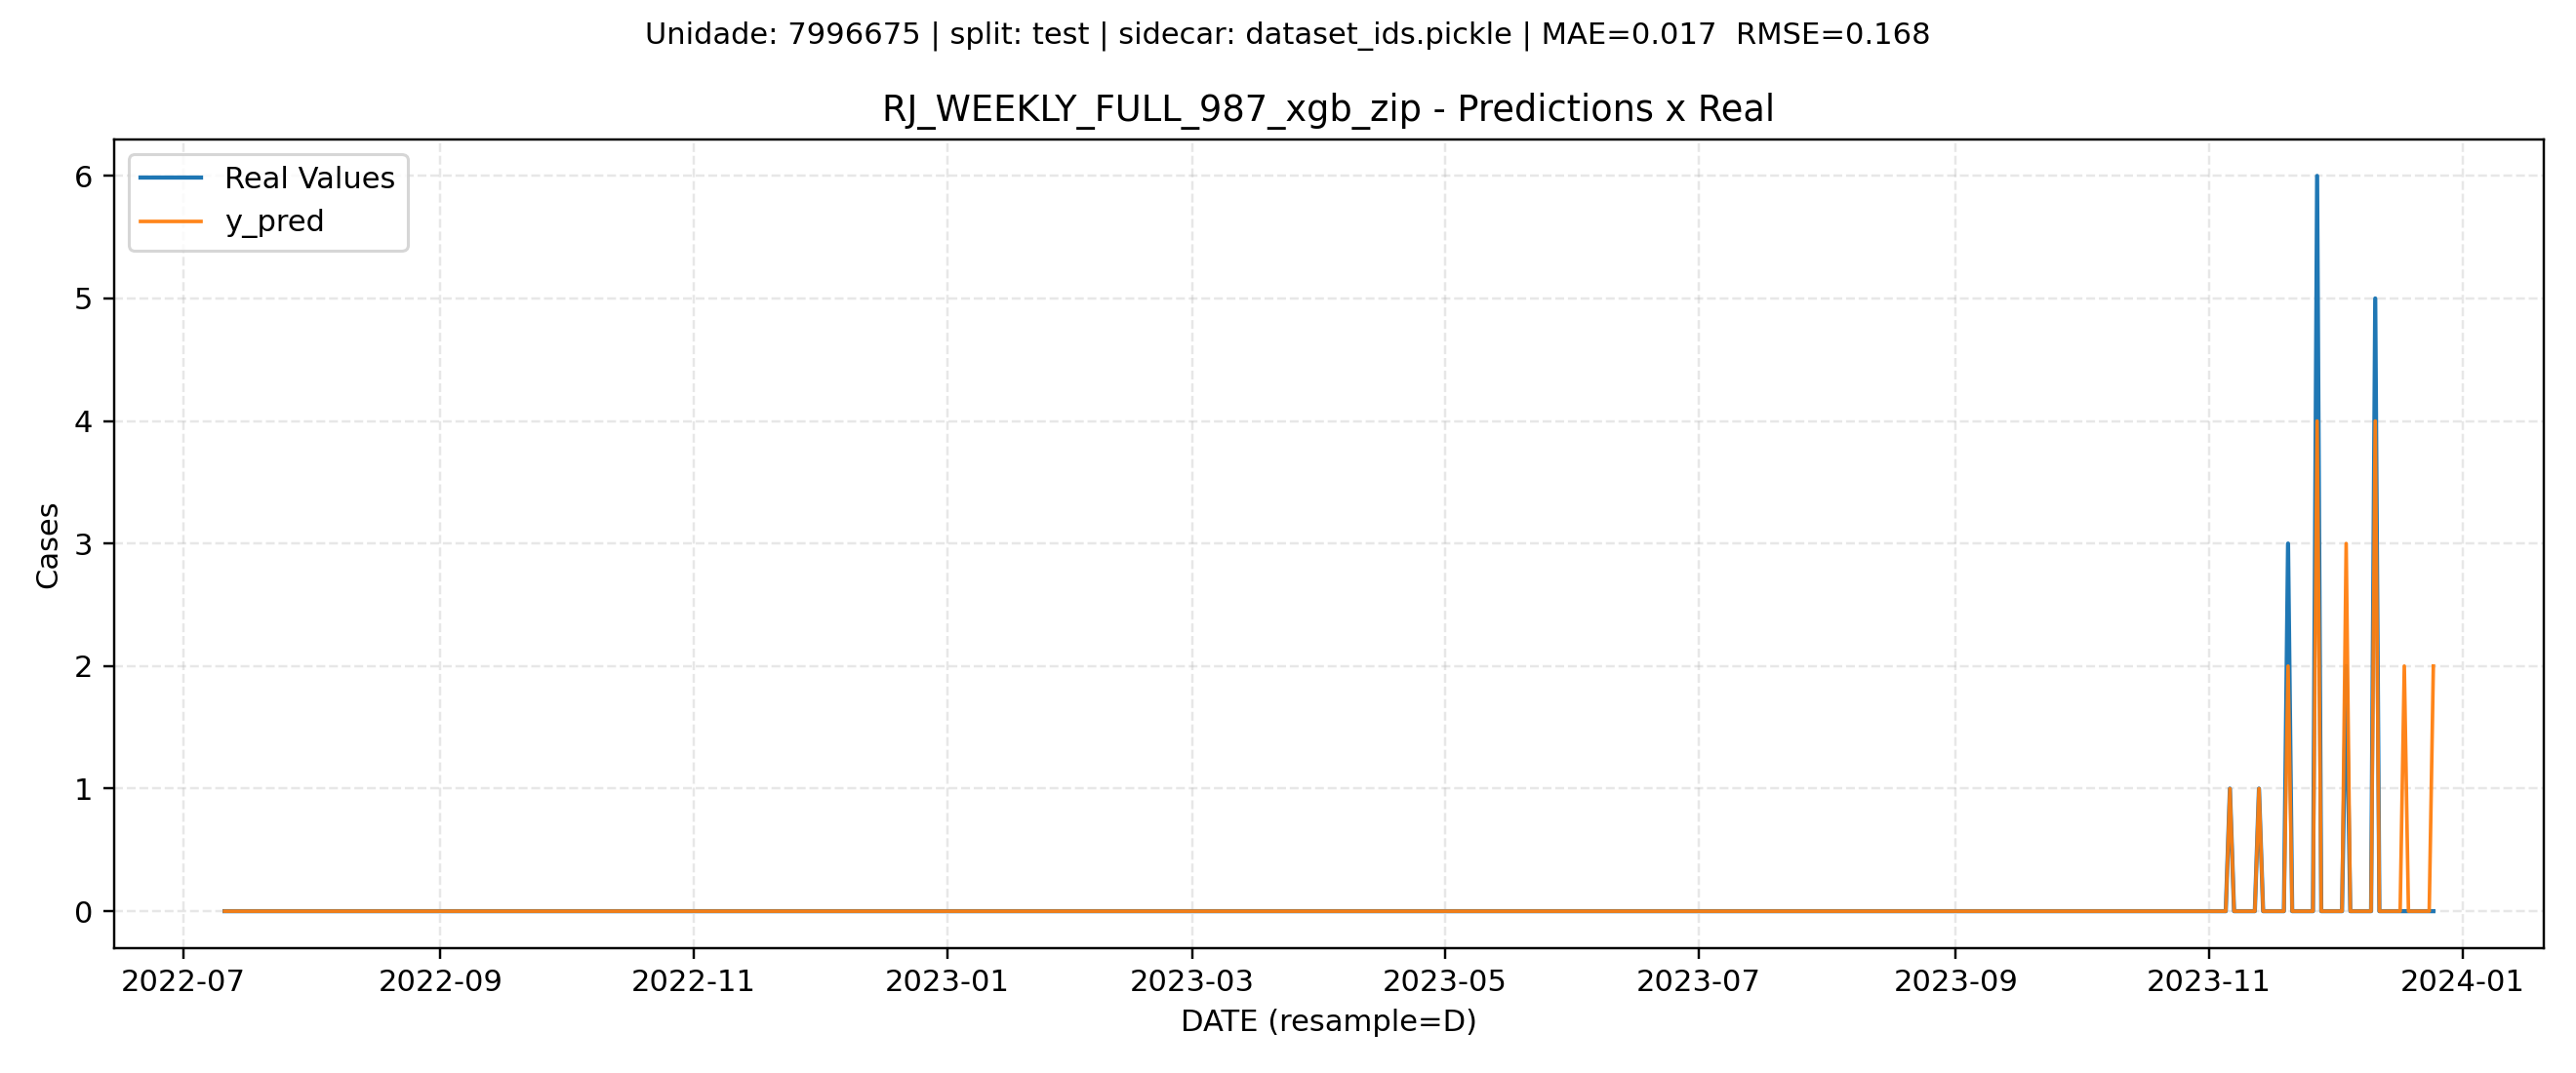 Unidade: 7996675 | split: test | sidecar: dataset_ids.pickle | MAE=0.017  RMSE=0.168
RJ_WEEKLY_FULL_987_xgb_zip - Predictions x Real
Real Values
y_pred
Cases
6
5
4
3
2
1
0
2022-07 2022-09 2022-11 2023-01 2023-03 2023-05 2023-07 2023-09 2023-11 2024-01
DATE (resample=D)